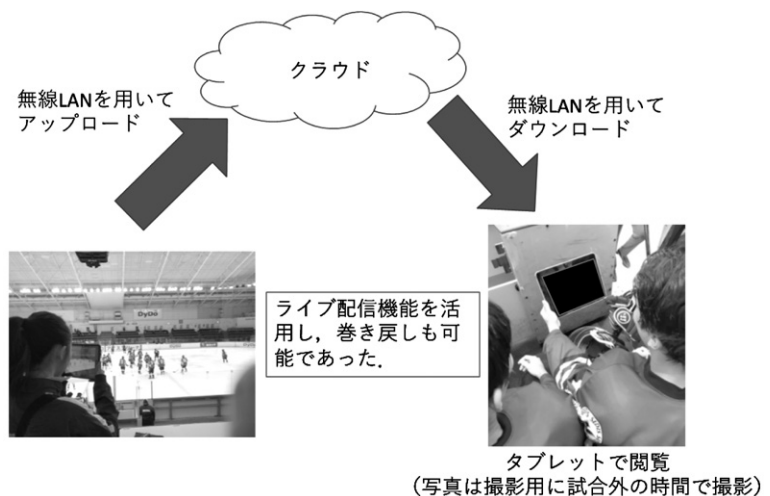 クラウド
無線LANを用いて
アップロード
無線LANを用いて
ダウンロード
DyDo
ライブ配信機能を活
用し，巻き戻しも可
能であった．
タブレットで閲覧
（写真は撮影用に試合外の時間で撮影）